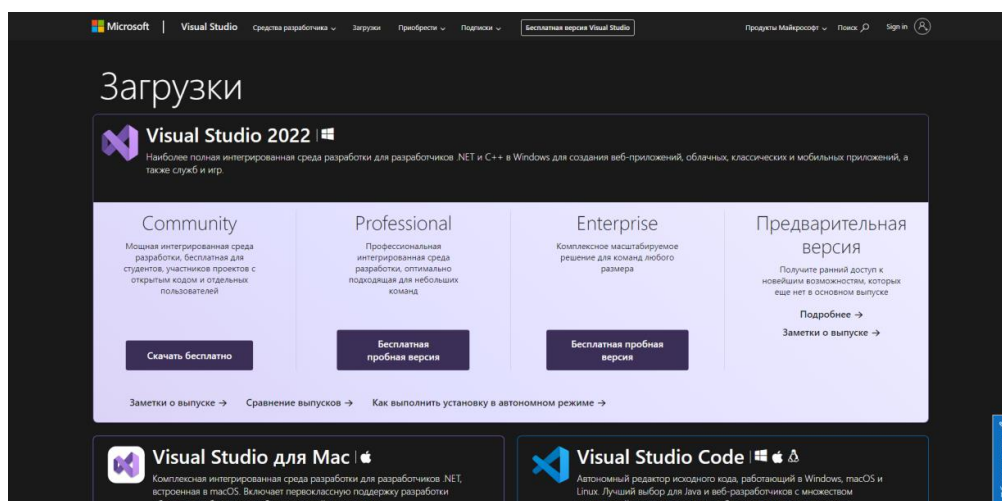 Microsoft Visual Studio Средства разработчика Загрузки Приобрести Подписки Бесплатная версия Visual Studio Продукты Майкрософт Поиск Sign in
Загрузки
Visual Studio 2022
Наиболее полная интегрированная среда разработки для разработчиков .NET и C++ в Windows для создания веб-приложений, облачных, классических и мобильных приложений, а
также служб и игр.
Community
Мощная интегрированная среда
разработки, бесплатная для
студентов, участников проектов с
открытым кодом и отдельных
пользователей
Скачать бесплатно
Professional
Профессиональная
интегрированная среда
разработки, оптимально
подходящая для небольших
команд
Бесплатная
пробная версия
Enterprise
Комплексное масштабируемое
решение для команд любого
размера
Бесплатная пробная
версия
Предварительная
версия
Получите ранний доступ к
новейшим возможностям, которых
еще нет в основном выпуске
Подробнее →
Заметки о выпуске →
Заметки о выпуске → Сравнение выпусков → Как выполнить установку в автономном режиме →
Visual Studio для Mac
Комплексная интегрированная среда разработки для разработчиков .NET,
встроенная в macOS. Включает первоклассную поддержку разработки
Visual Studio Code
Автономный редактор исходного кода, работающий в Windows, macOS и
Linux. Лучший выбор для Java и веб-разработчиков с множеством